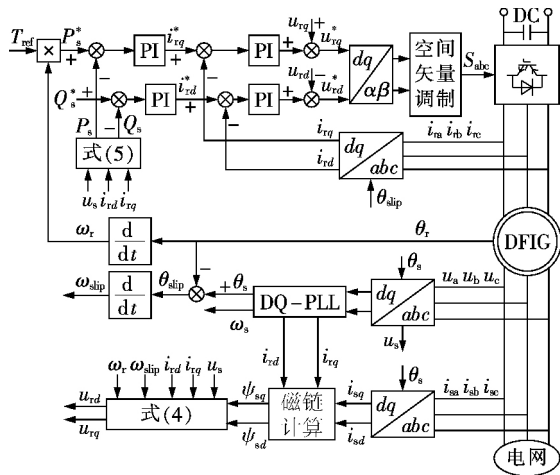 DC
T_ref × P_s^* + − PI i_rq^* + − PI + u_rq + u_rq^*
dq αβ
空间矢量调制
S_abc
Q_s^* + − PI i_rd^* + − PI + u_rd − u_rd^*
P_s Q_s
式(5)
u_s i_rd i_rq
i_rq
i_rd
dq abc
i_ra i_rb i_rc
θ_slip
ω_r d/dt θ_r DFIG
ω_slip d/dt θ_slip − + θ_s
ω_s
DQ-PLL
θ_s
dq abc
u_a u_b u_c
u_s
i_rd i_rq
ω_r ω_slip i_rd i_rq u_s
u_rd
u_rq
式(4)
ψ_sq
ψ_sd
磁链计算
i_sq
i_sd
θ_s
dq abc
i_sa i_sb i_sc
电网